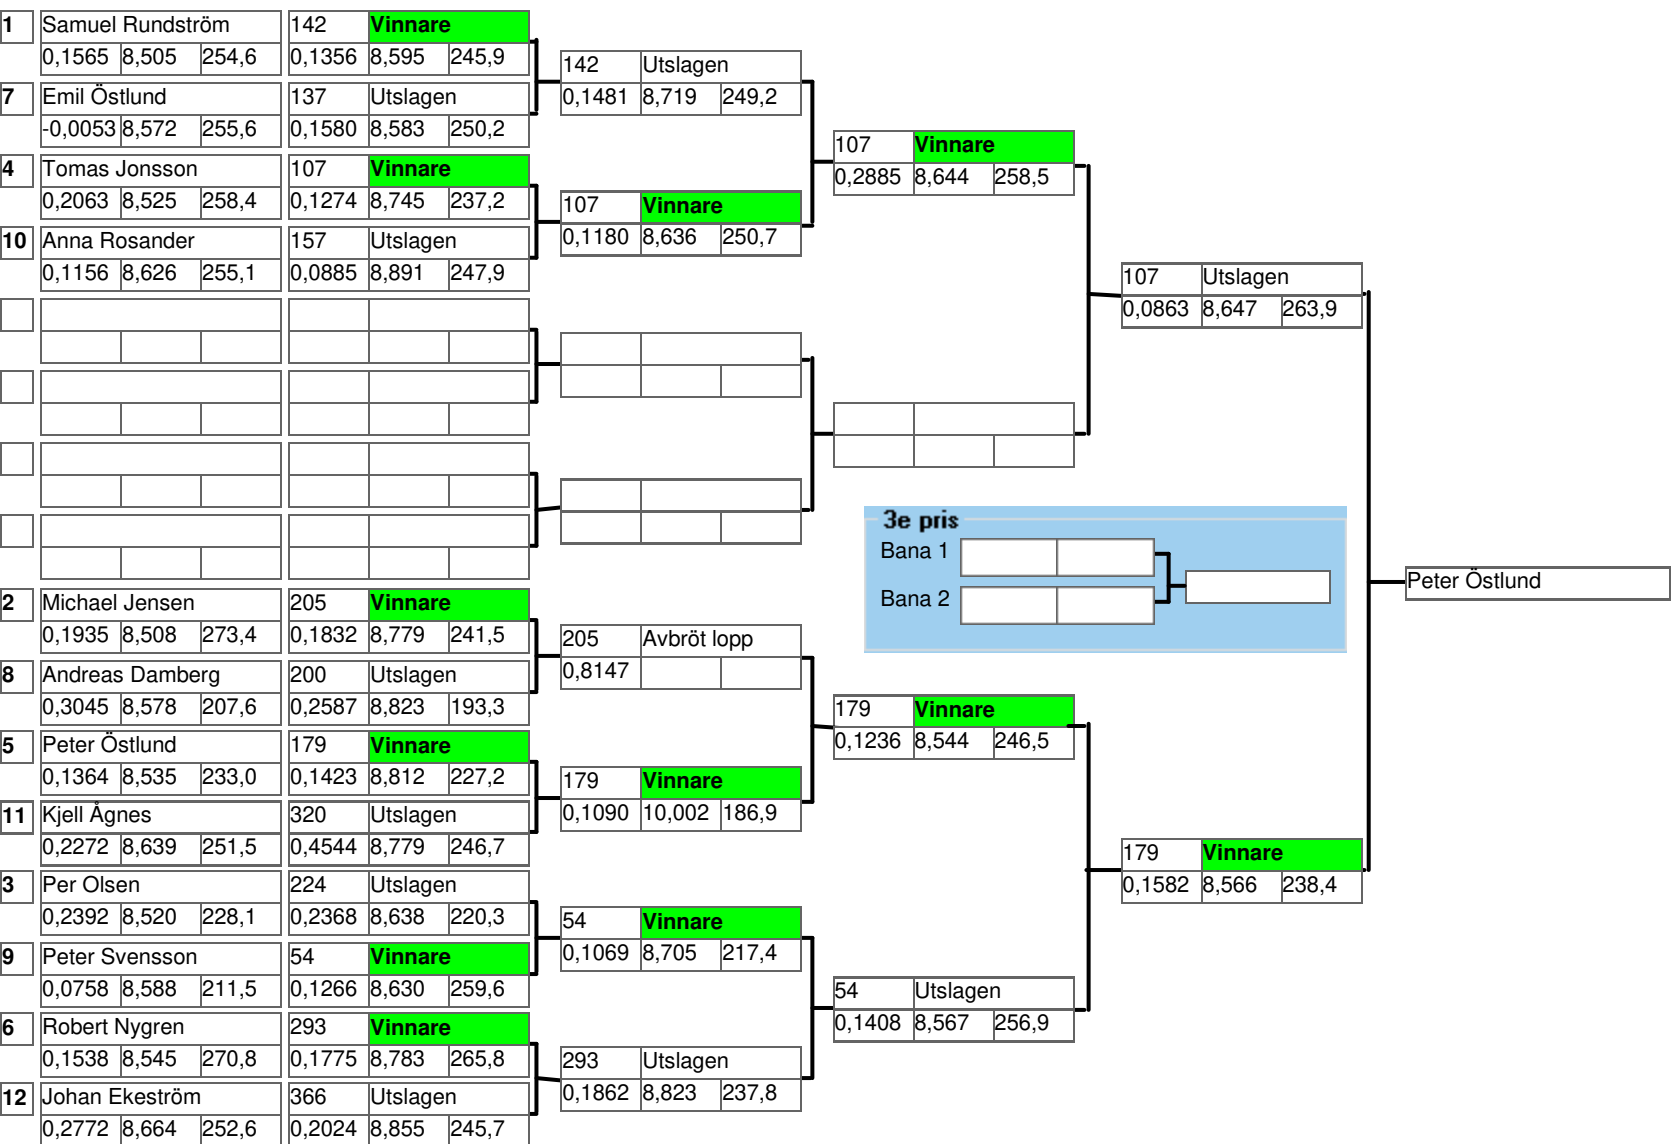 1 Samuel Rundström 142 Vinnare
0,1565 8,505 254,6 0,1356 8,595 245,9
142 Utslagen
7 Emil Östlund 137 Utslagen
0,1481 8,719 249,2
-0,0053 8,572 255,6 0,1580 8,583 250,2
107 Vinnare
4 Tomas Jonsson 107 Vinnare
0,2885 8,644 258,5
0,2063 8,525 258,4 0,1274 8,745 237,2
107 Vinnare
10 Anna Rosander 157 Utslagen
0,1180 8,636 250,7
0,1156 8,626 255,1 0,0885 8,891 247,9
107 Utslagen
0,0863 8,647 263,9
3e pris
Bana 1
Bana 2
Peter Östlund
2 Michael Jensen 205 Vinnare
0,1935 8,508 273,4 0,1832 8,779 241,5
205 Avbröt lopp
8 Andreas Damberg 200 Utslagen
0,8147
0,3045 8,578 207,6 0,2587 8,823 193,3
179 Vinnare
5 Peter Östlund 179 Vinnare
0,1236 8,544 246,5
0,1364 8,535 233,0 0,1423 8,812 227,2
179 Vinnare
11 Kjell Ågnes 320 Utslagen
0,1090 10,002 186,9
0,2272 8,639 251,5 0,4544 8,779 246,7
179 Vinnare
3 Per Olsen 224 Utslagen
0,1582 8,566 238,4
0,2392 8,520 228,1 0,2368 8,638 220,3
54 Vinnare
9 Peter Svensson 54 Vinnare
0,1069 8,705 217,4
0,0758 8,588 211,5 0,1266 8,630 259,6
54 Utslagen
6 Robert Nygren 293 Vinnare
0,1408 8,567 256,9
0,1538 8,545 270,8 0,1775 8,783 265,8
293 Utslagen
12 Johan Ekeström 366 Utslagen
0,1862 8,823 237,8
0,2772 8,664 252,6 0,2024 8,855 245,7